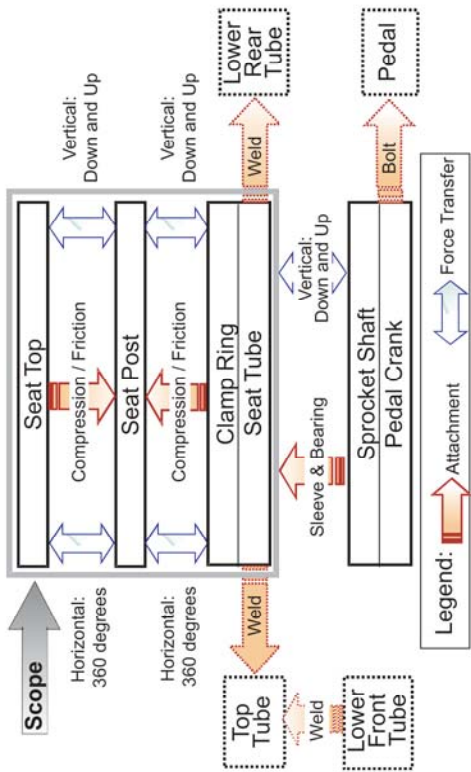 Scope
Seat Top
Horizontal:
360 degrees
Compression / Friction
Vertical:
Down and Up
Seat Post
Horizontal:
360 degrees
Compression / Friction
Vertical:
Down and Up
Clamp Ring
Seat Tube
Weld
Weld
Top
Tube
Lower
Rear
Tube
Weld
Sleeve & Bearing
Vertical:
Down and Up
Lower
Front
Tube
Sprocket Shaft
Pedal Crank
Bolt
Pedal
Legend:
Attachment
Force Transfer